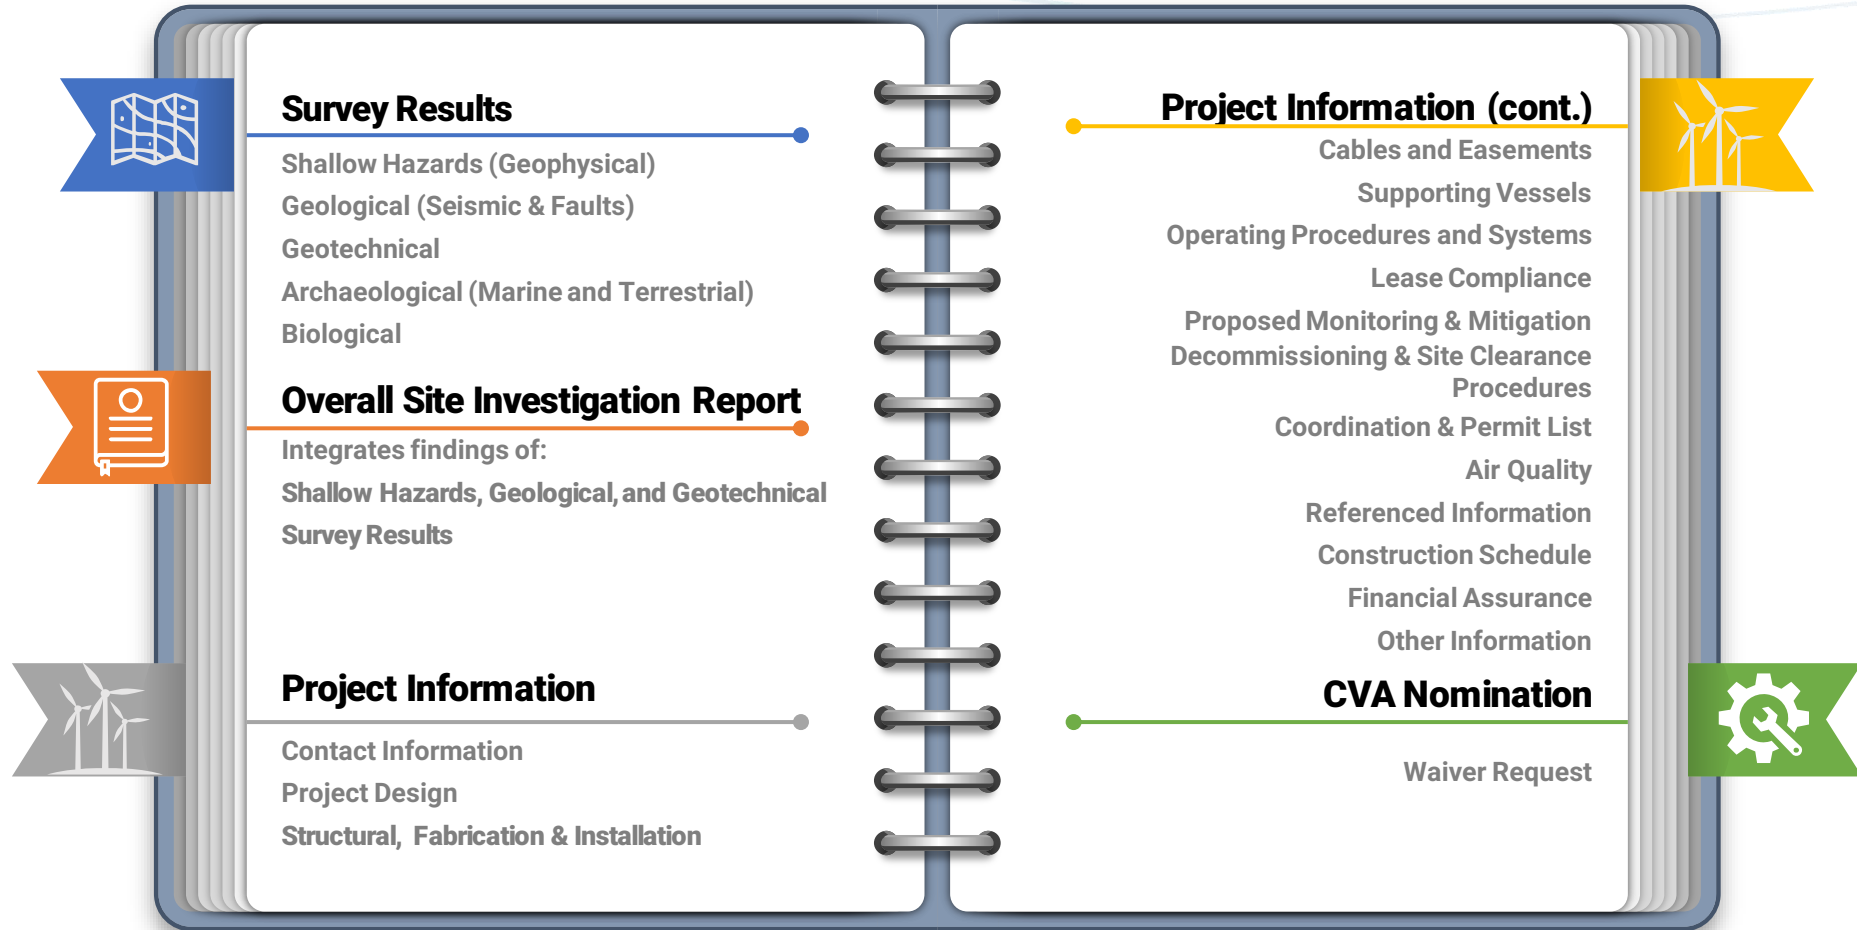 Survey Results
Shallow Hazards (Geophysical)
Geological (Seismic & Faults)
Geotechnical
Archaeological (Marine and Terrestrial)
Biological
Overall Site Investigation Report
Integrates findings of:
Shallow Hazards, Geological, and Geotechnical
Survey Results
Project Information
Contact Information
Project Design
Structural, Fabrication & Installation
Project Information (cont.)
Cables and Easements
Supporting Vessels
Operating Procedures and Systems
Lease Compliance
Proposed Monitoring & Mitigation
Decommissioning & Site Clearance
Procedures
Coordination & Permit List
Air Quality
Referenced Information
Construction Schedule
Financial Assurance
Other Information
CVA Nomination
Waiver Request